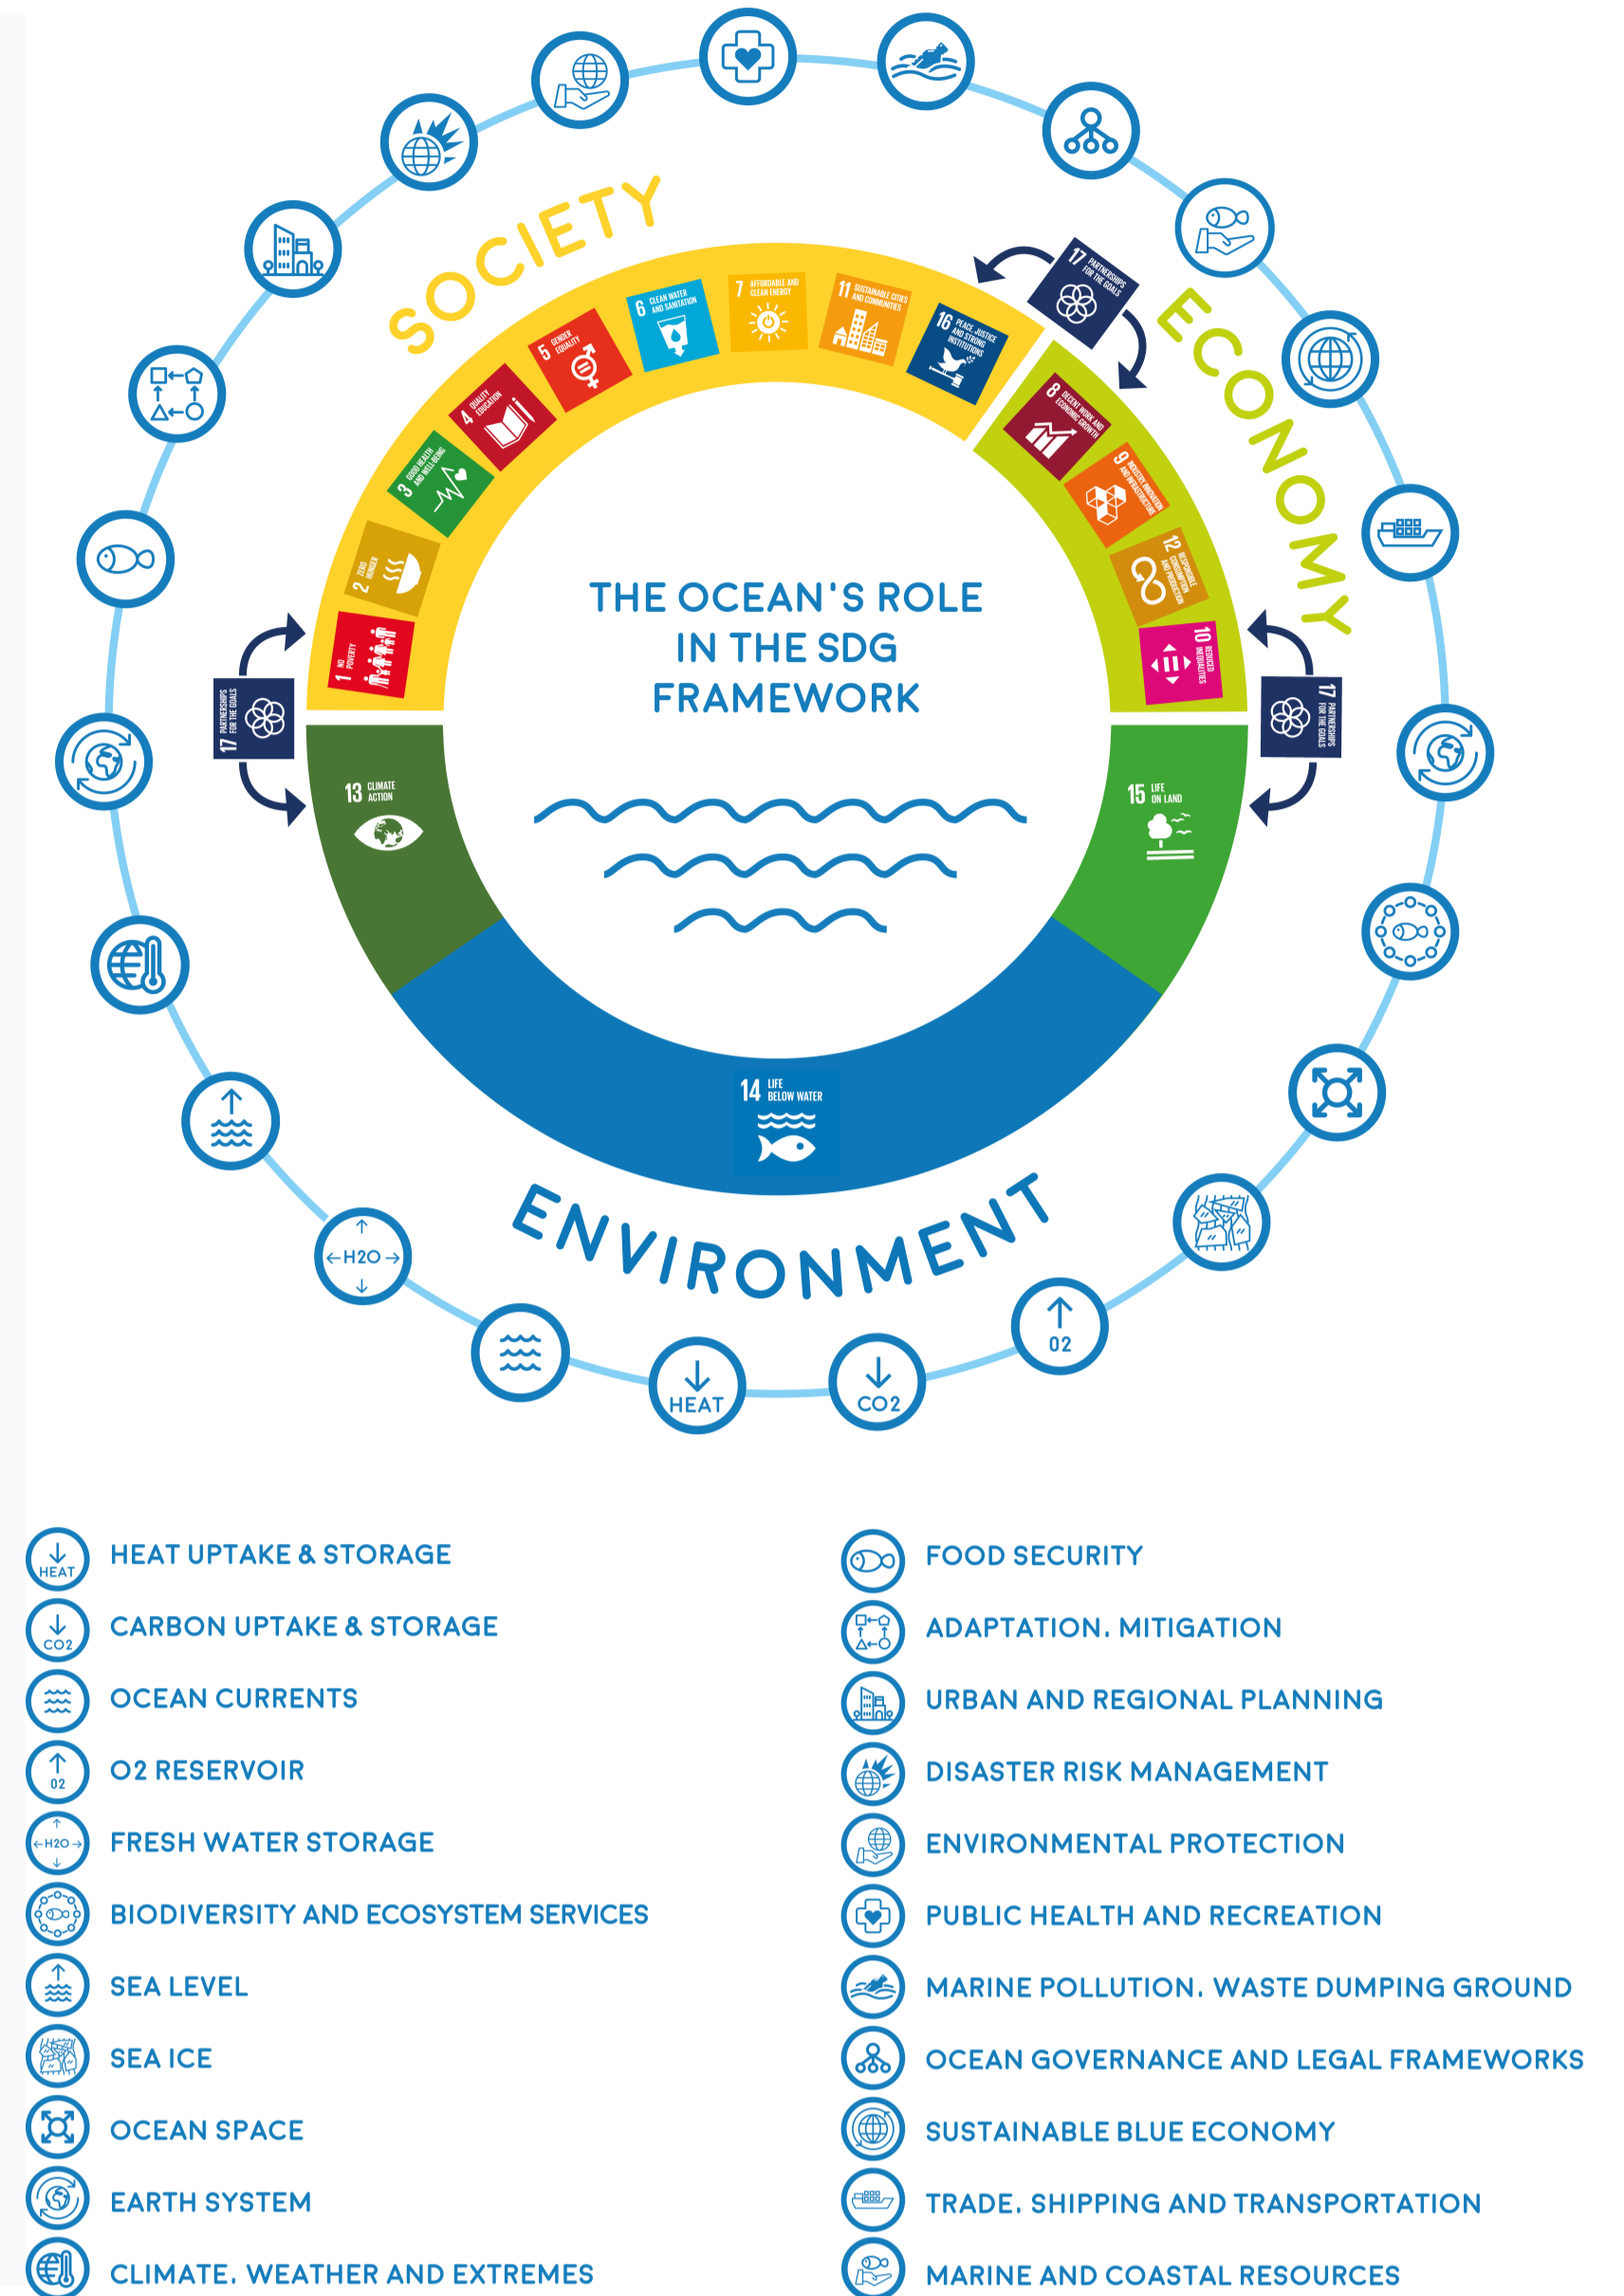 SOCIETY
ECONOMY
17 PARTNERSHIPS
FOR THE GOALS
6 CLEAN WATER
AND SANITATION
7 AFFORDABLE AND
CLEAN ENERGY
11 SUSTAINABLE CITIES
AND COMMUNITIES
16 PEACE, JUSTICE
AND STRONG
INSTITUTIONS
5 GENDER
EQUALITY
4 QUALITY
EDUCATION
3 GOOD HEALTH
AND WELL-BEING
2 ZERO
HUNGER
1 NO
POVERTY
8 DECENT WORK AND
ECONOMIC GROWTH
9 INDUSTRY, INNOVATION
AND INFRASTRUCTURE
12 RESPONSIBLE
CONSUMPTION
AND PRODUCTION
10 REDUCED
INEQUALITIES
THE OCEAN'S ROLE
IN THE SDG
FRAMEWORK
17 PARTNERSHIPS
FOR THE GOALS
17 PARTNERSHIPS
FOR THE GOALS
13 CLIMATE
ACTION
15 LIFE
ON LAND
14 LIFE
BELOW WATER
ENVIRONMENT
H2O
HEAT
CO2
O2
HEAT
HEAT UPTAKE & STORAGE
CO2
CARBON UPTAKE & STORAGE
OCEAN CURRENTS
O2
O2 RESERVOIR
H2O
FRESH WATER STORAGE
BIODIVERSITY AND ECOSYSTEM SERVICES
SEA LEVEL
SEA ICE
OCEAN SPACE
EARTH SYSTEM
CLIMATE. WEATHER AND EXTREMES
FOOD SECURITY
ADAPTATION. MITIGATION
URBAN AND REGIONAL PLANNING
DISASTER RISK MANAGEMENT
ENVIRONMENTAL PROTECTION
PUBLIC HEALTH AND RECREATION
MARINE POLLUTION. WASTE DUMPING GROUND
OCEAN GOVERNANCE AND LEGAL FRAMEWORKS
SUSTAINABLE BLUE ECONOMY
TRADE. SHIPPING AND TRANSPORTATION
MARINE AND COASTAL RESOURCES